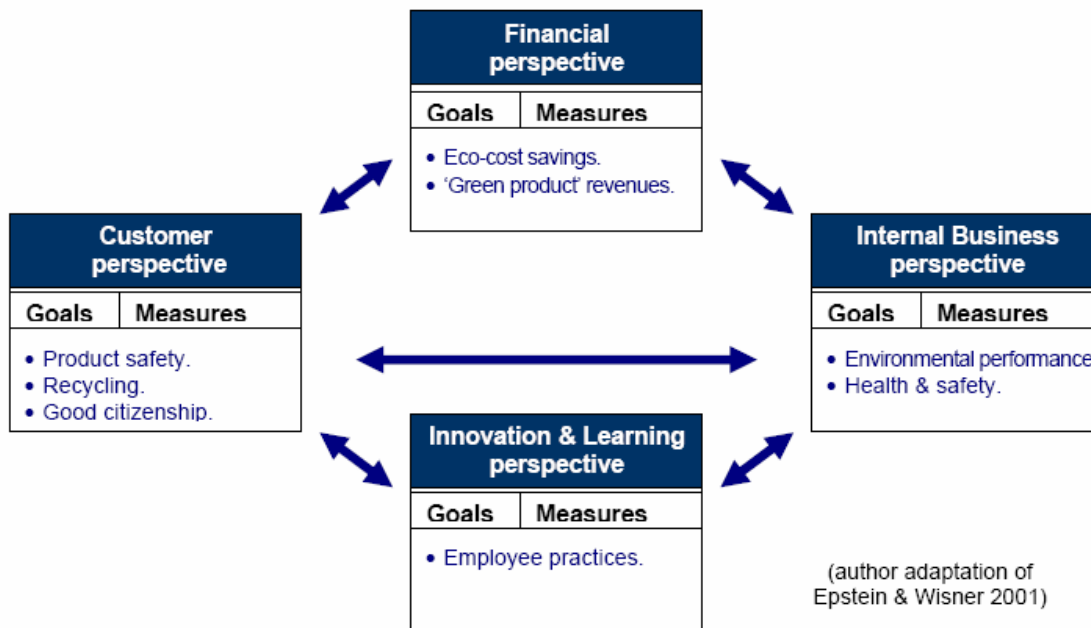 Financial
perspective
Goals Measures
• Eco-cost savings.
• ‘Green product’ revenues.
Customer
perspective
Goals Measures
• Product safety.
• Recycling.
• Good citizenship.
Internal Business
perspective
Goals Measures
• Environmental performance
• Health & safety.
Innovation & Learning
perspective
Goals Measures
• Employee practices.
(author adaptation of
Epstein & Wisner 2001)